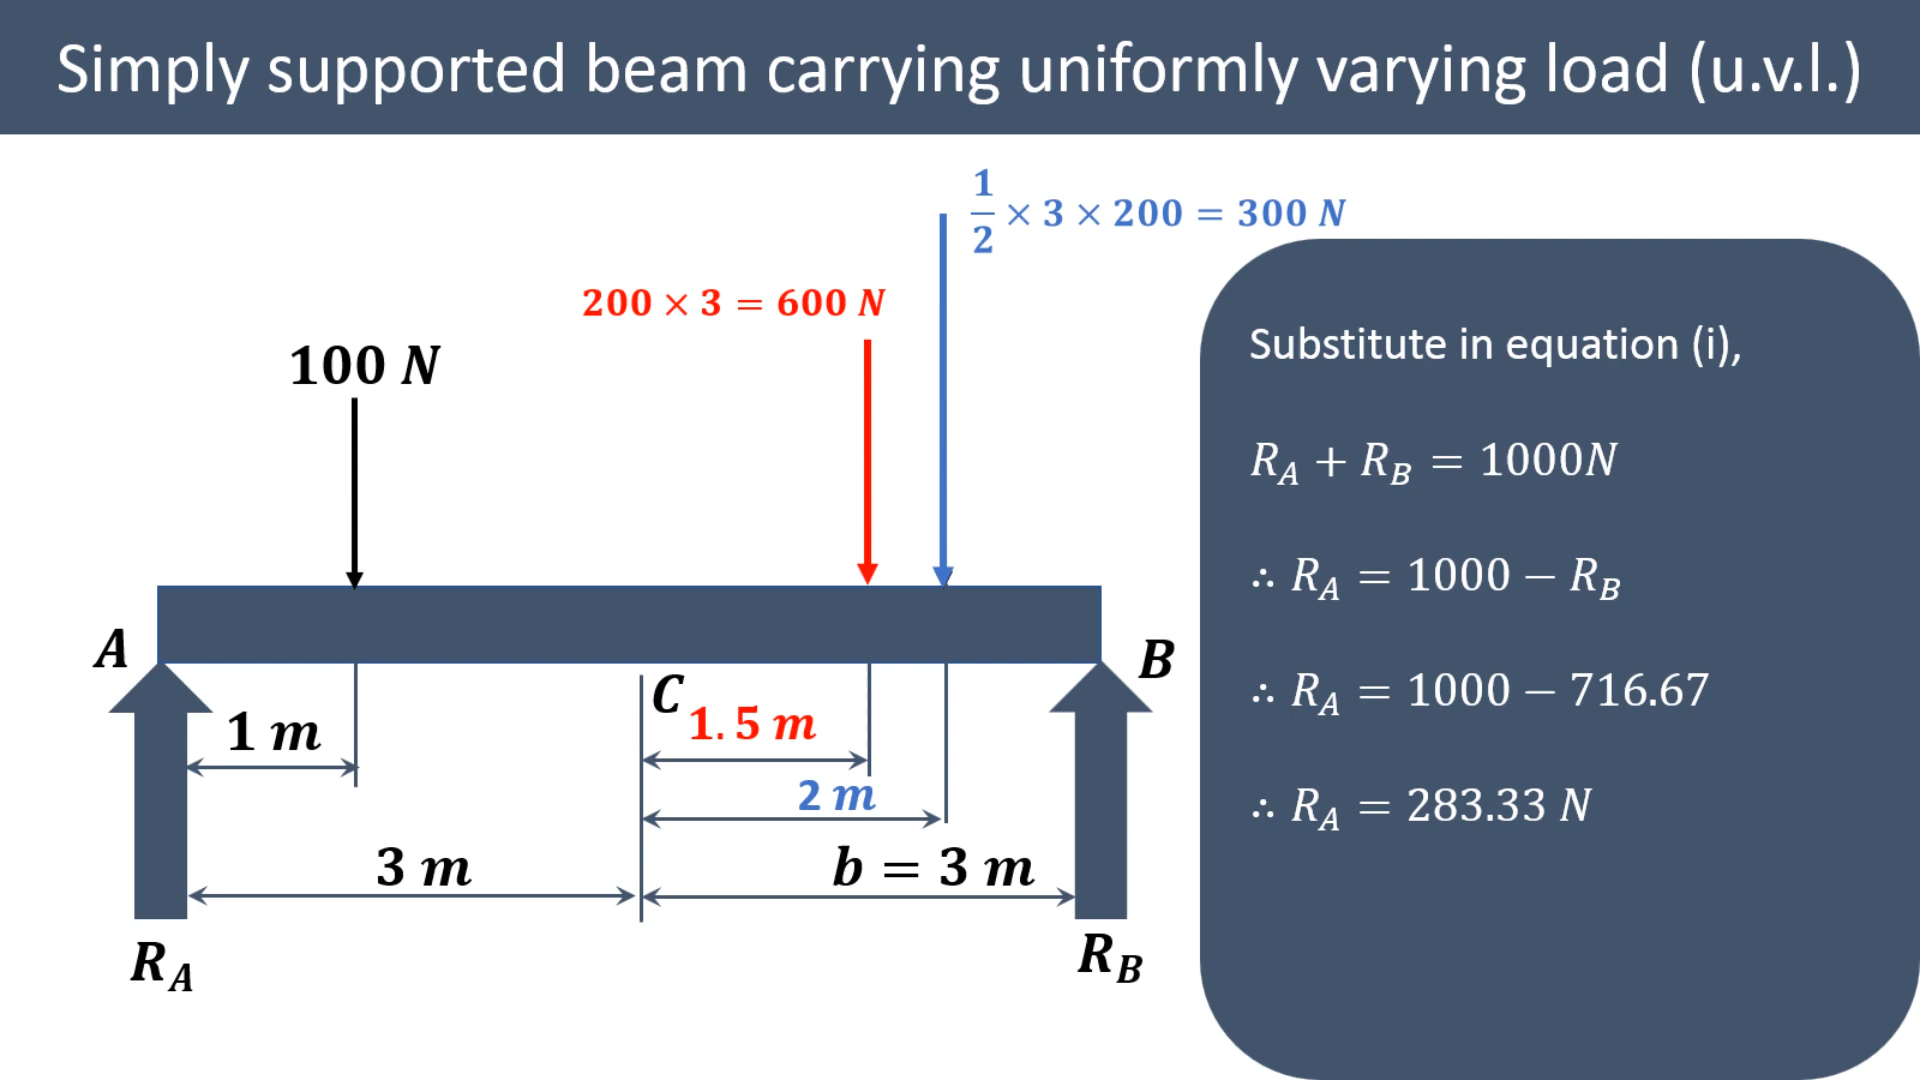 Simply supported beam carrying uniformly varying load (u.v.l.)
1/2 × 3 × 200 = 300 N
200 × 3 = 600 N
100 N
A
B
C
1 m
1.5 m
2 m
3 m
b = 3 m
R_A
R_B
Substitute in equation (i),
R_A + R_B = 1000N
∴ R_A = 1000 − R_B
∴ R_A = 1000 − 716.67
∴ R_A = 283.33 N